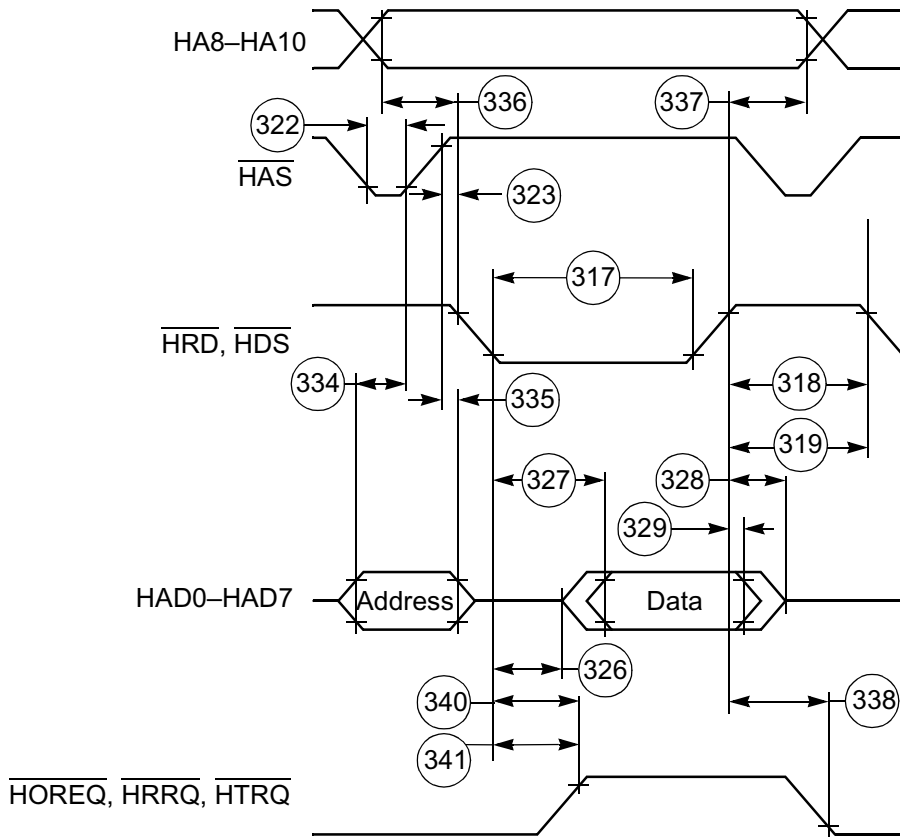 HA8–HA10
336
337
322
HAS
323
317
HRD, HDS
334
335
318
319
327
328
329
HAD0–HAD7
Address
Data
326
340
338
341
HOREQ, HRRQ, HTRQ